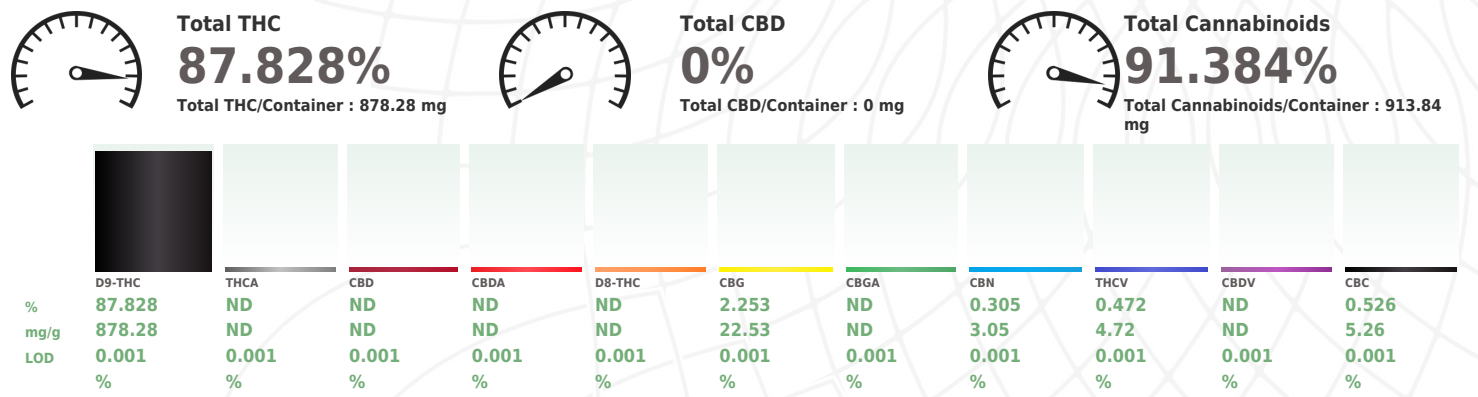 Total THC
87.828%
Total THC/Container : 878.28 mg
Total CBD
0%
Total CBD/Container : 0 mg
Total Cannabinoids
91.384%
Total Cannabinoids/Container : 913.84
mg
D9-THC THCA CBD CBDA D8-THC CBG CBGA CBN THCV CBDV CBC
% 87.828 ND ND ND ND 2.253 ND 0.305 0.472 ND 0.526
mg/g 878.28 ND ND ND ND 22.53 ND 3.05 4.72 ND 5.26
LOD 0.001 0.001 0.001 0.001 0.001 0.001 0.001 0.001 0.001 0.001 0.001
% % % % % % % % % % %